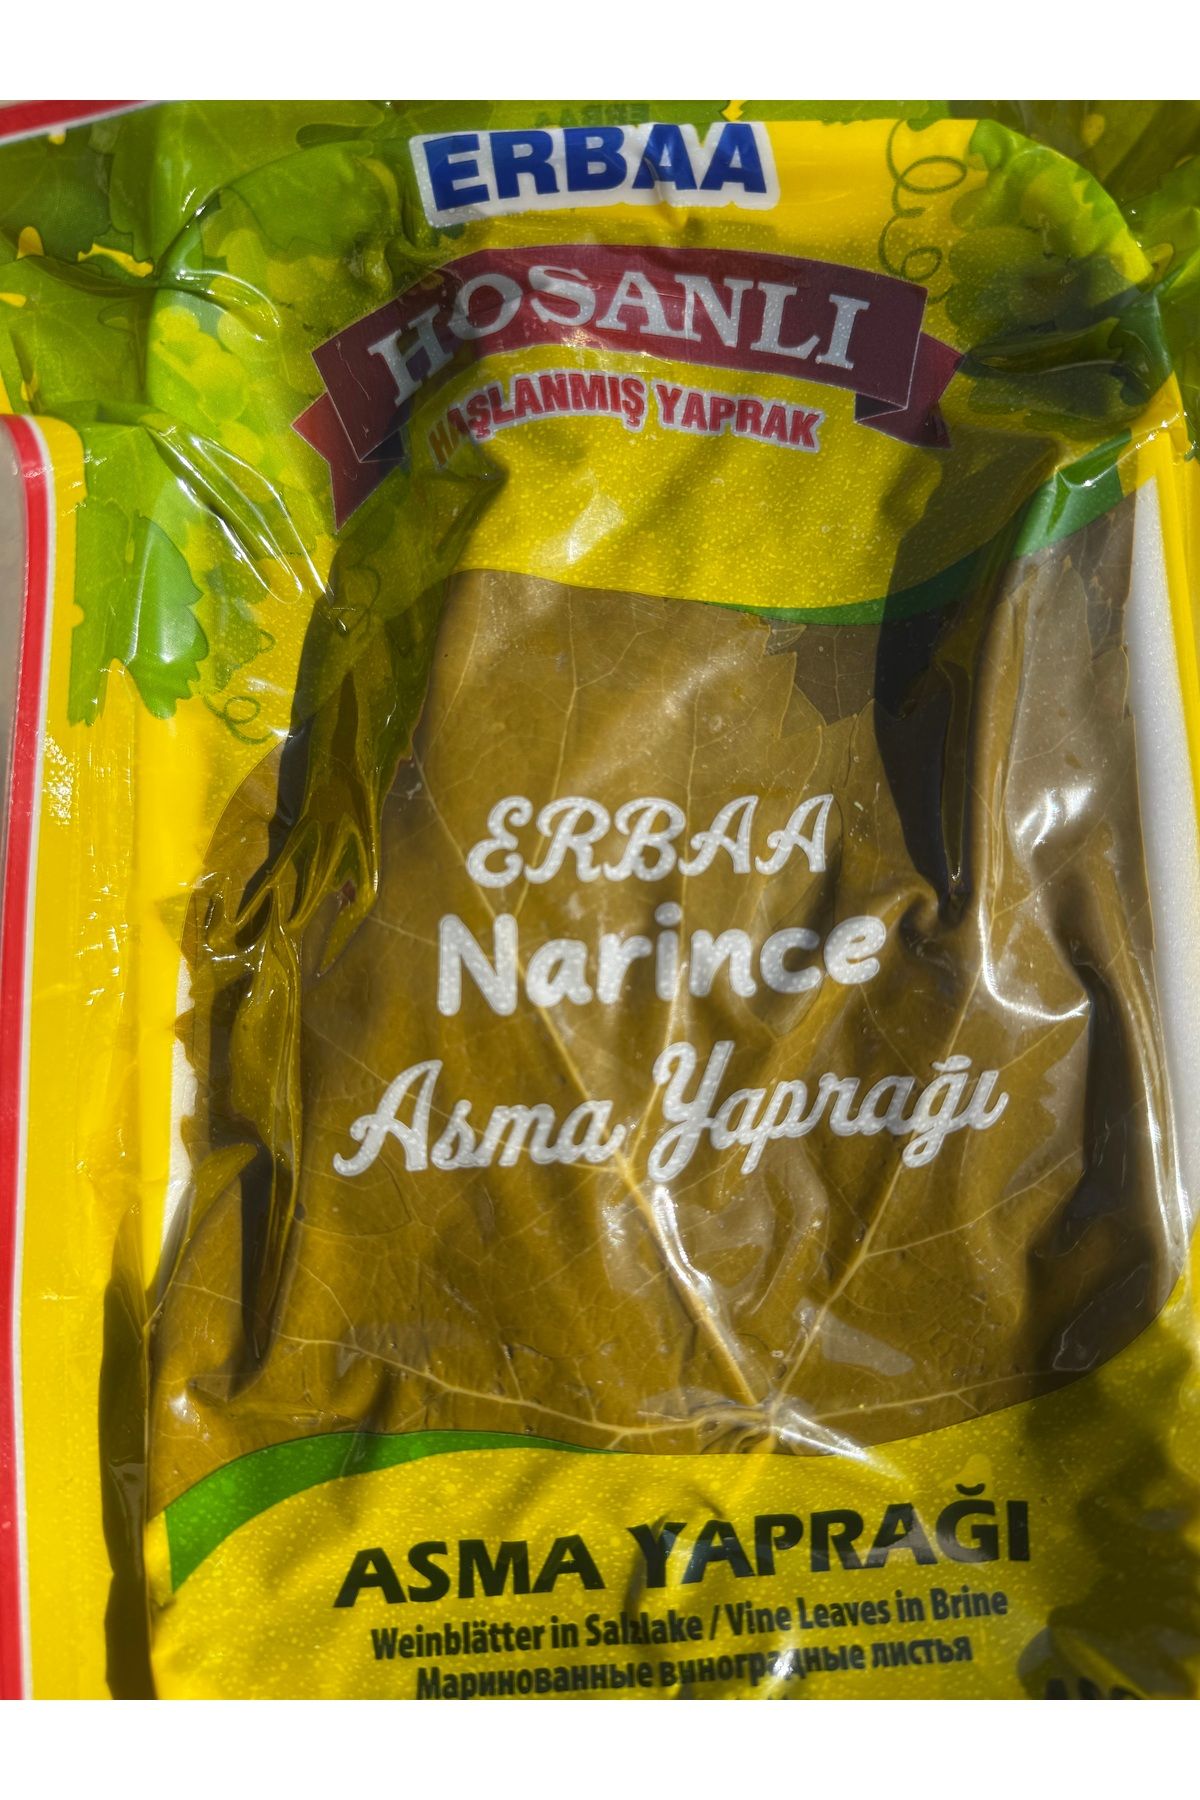 ERBAA
HOSANLI
HAŞLANMIŞ YAPRAK
ERBAA
Narince
Asma Yaprağı
ASMA YAPRAĞI
Weinblätter in Salzlake / Vine Leaves in Brine
Маринованные виноградные листья